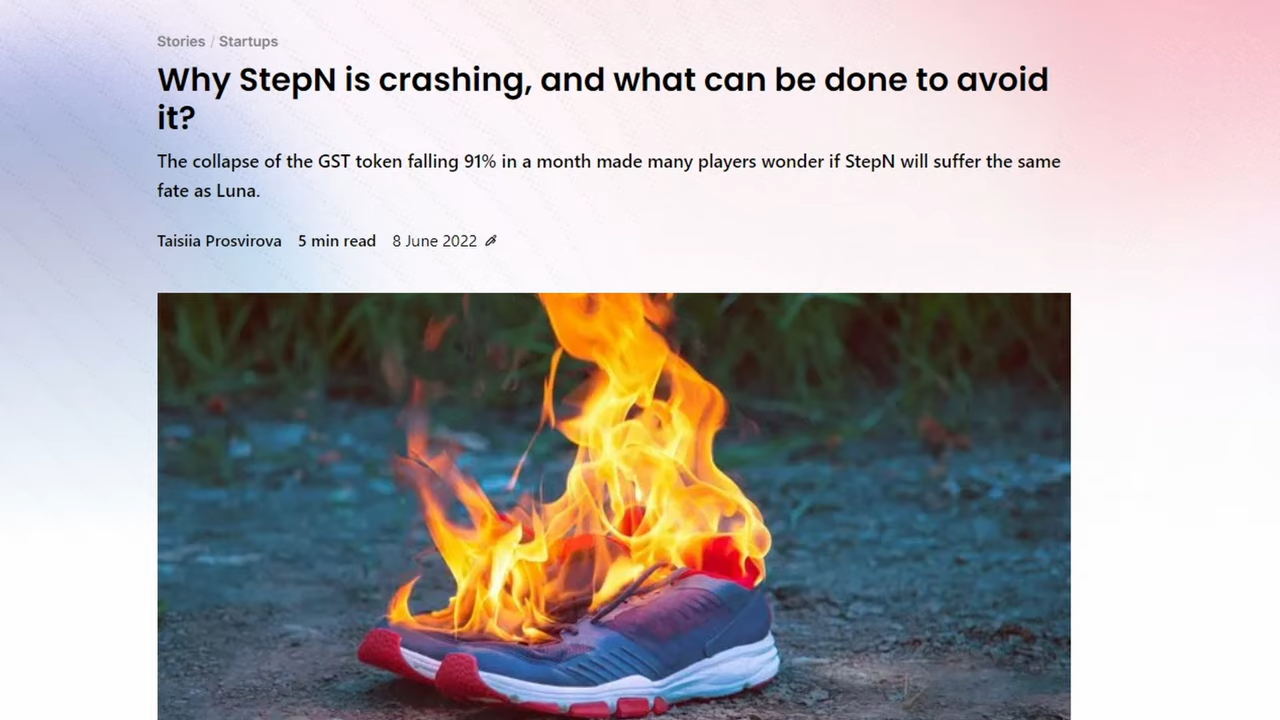 Stories / Startups
Why StepN is crashing, and what can be done to avoid
it?
The collapse of the GST token falling 91% in a month made many players wonder if StepN will suffer the same
fate as Luna.
Taisiia Prosvirova 5 min read 8 June 2022